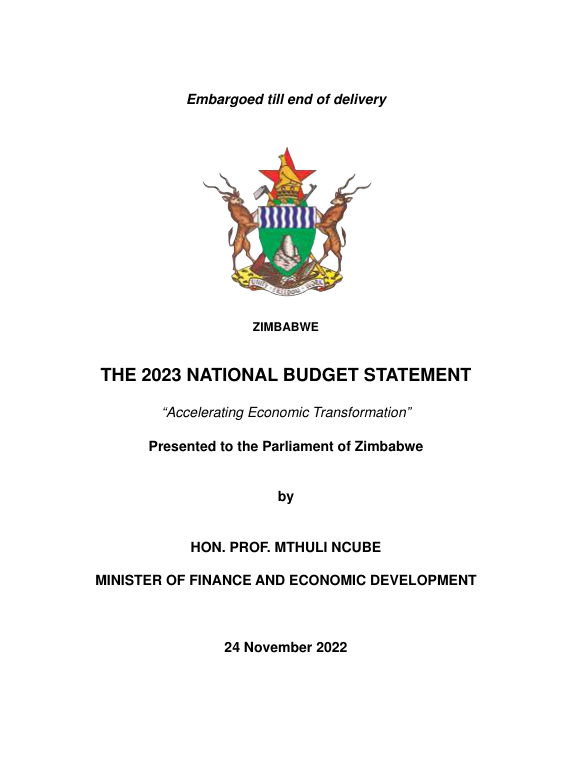 Embargoed till end of delivery
UNITY FREEDOM WORK
ZIMBABWE
THE 2023 NATIONAL BUDGET STATEMENT
“Accelerating Economic Transformation”
Presented to the Parliament of Zimbabwe
by
HON. PROF. MTHULI NCUBE
MINISTER OF FINANCE AND ECONOMIC DEVELOPMENT
24 November 2022